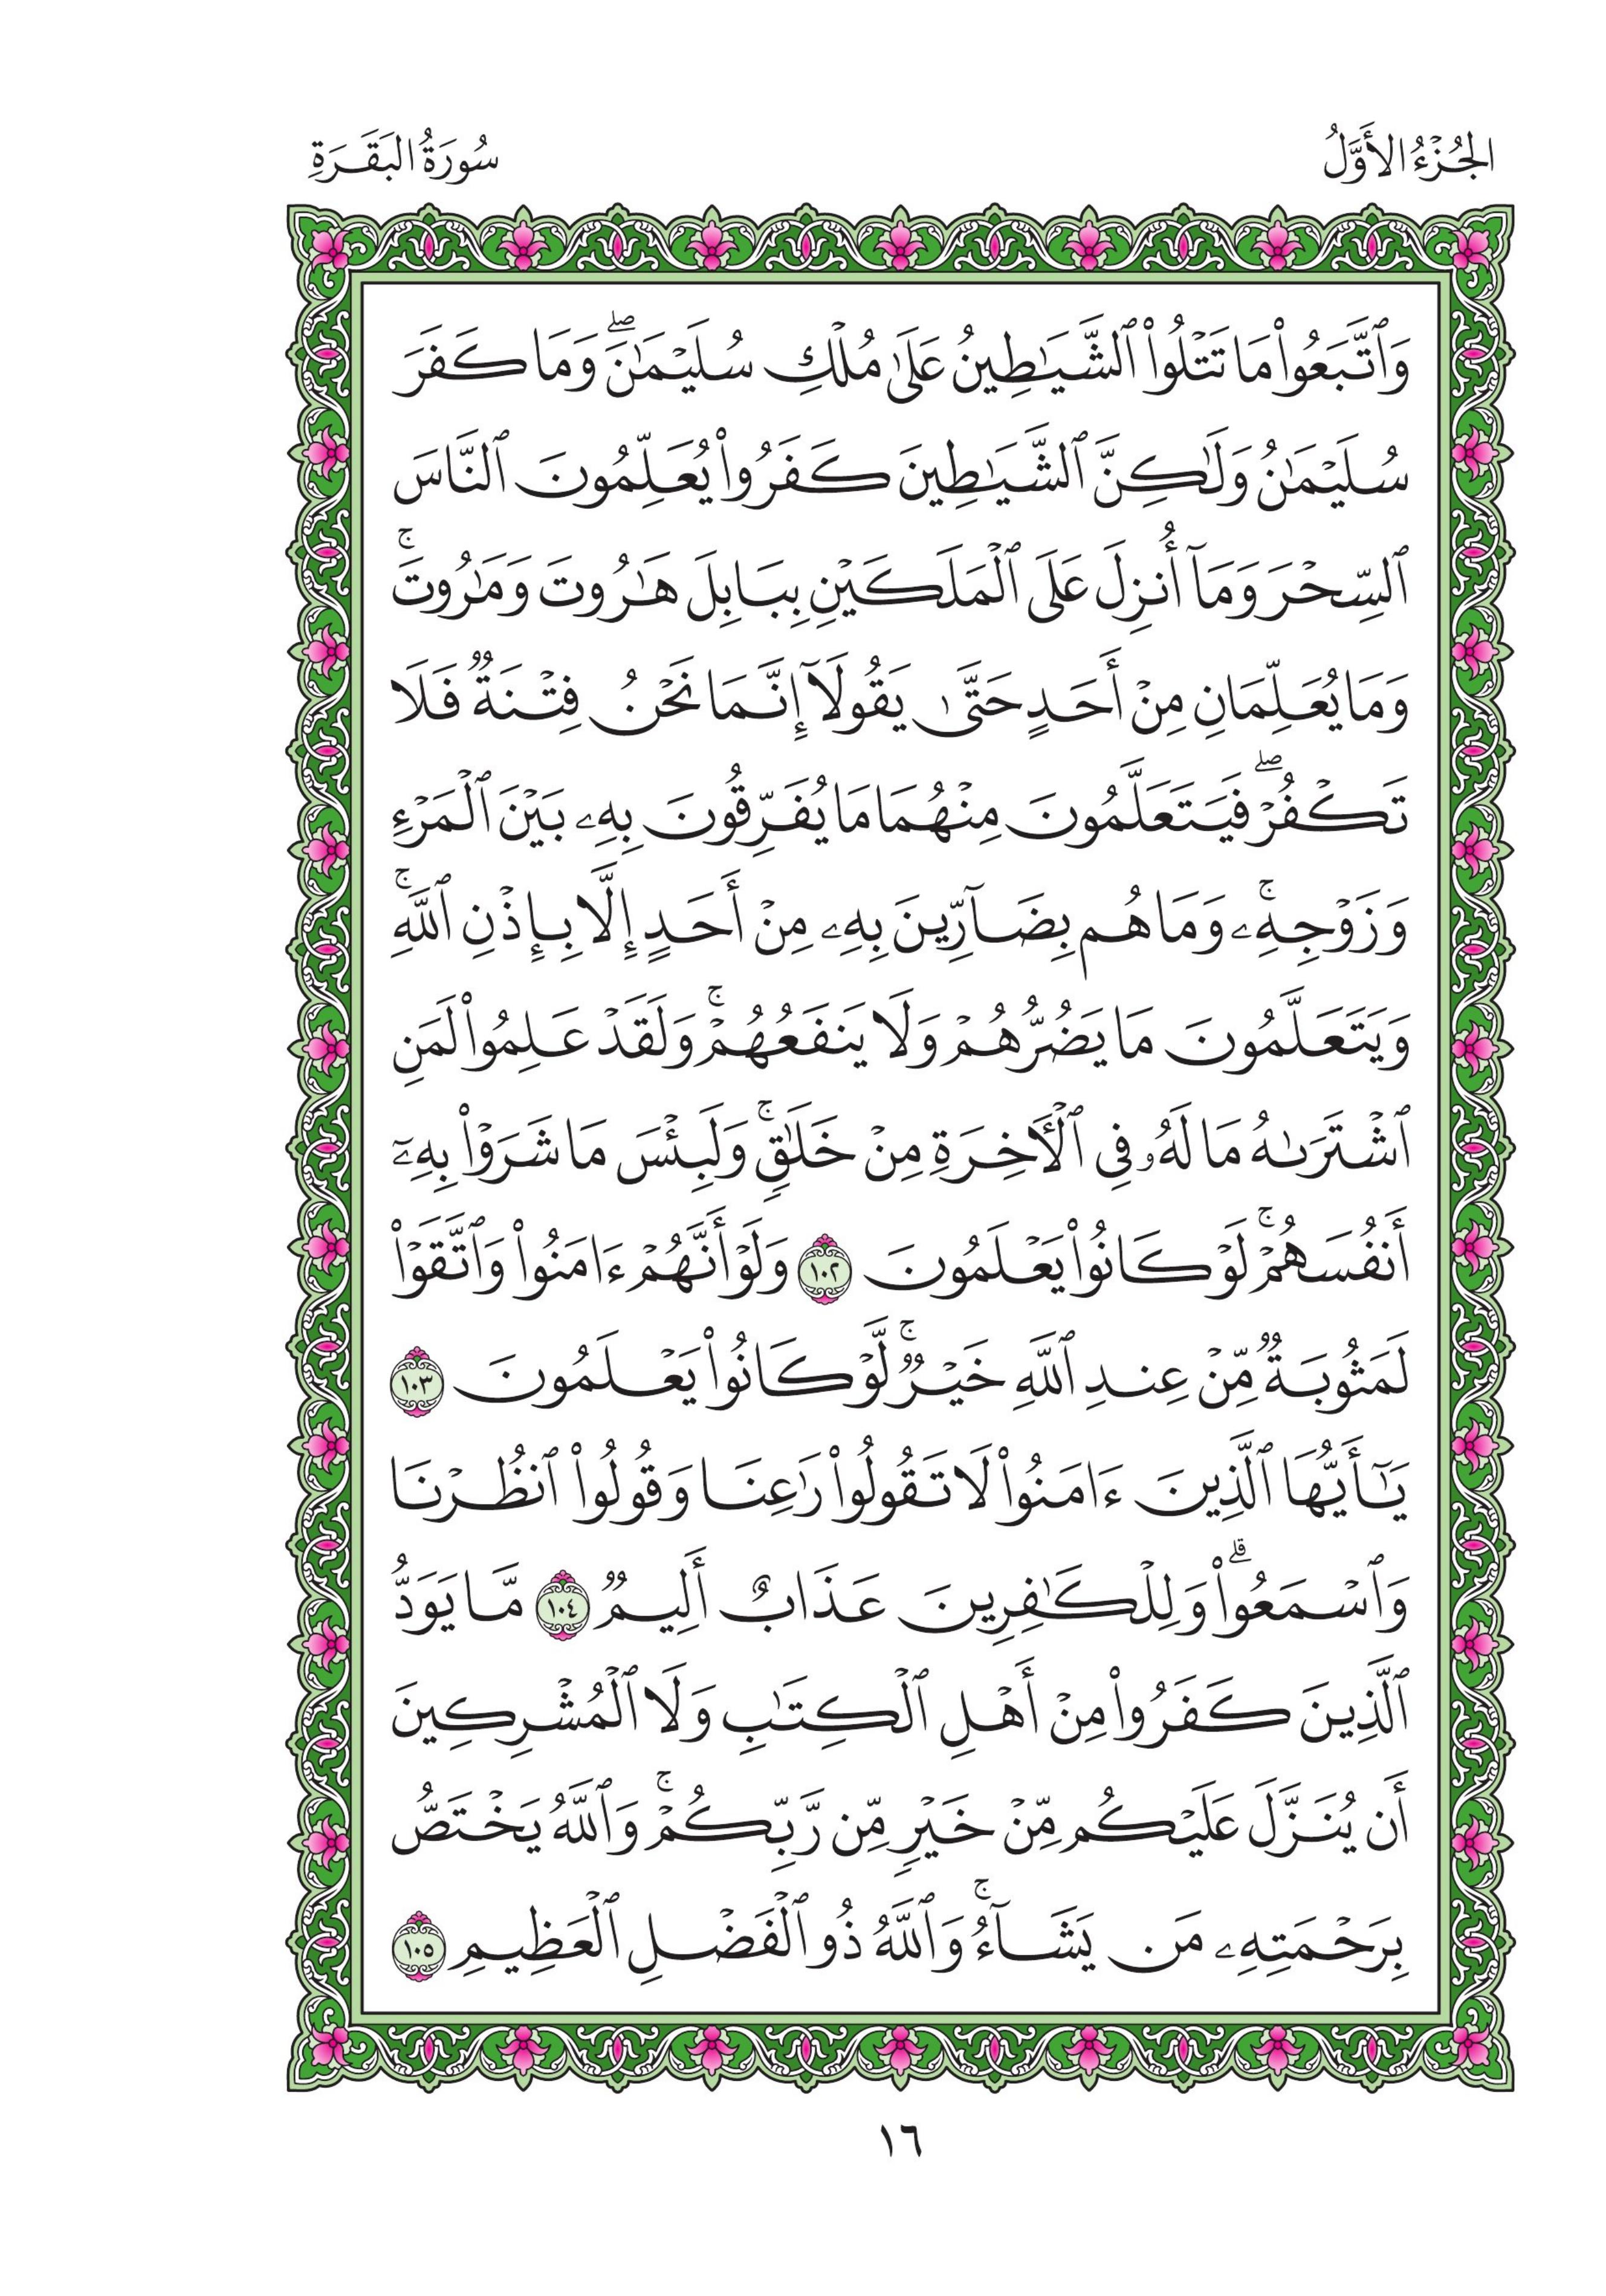 الجُزْءُ الأَوَّلُ
سُورَةُ البَقَرَةِ
وَٱتَّبَعُواْ مَا تَتْلُواْ ٱلشَّيَٰطِينُ عَلَىٰ مُلْكِ سُلَيْمَٰنَۖ وَمَا كَفَرَ
سُلَيْمَٰنُ وَلَٰكِنَّ ٱلشَّيَٰطِينَ كَفَرُواْ يُعَلِّمُونَ ٱلنَّاسَ
ٱلسِّحْرَ وَمَآ أُنزِلَ عَلَى ٱلْمَلَكَيْنِ بِبَابِلَ هَٰرُوتَ وَمَٰرُوتَۚ
وَمَا يُعَلِّمَانِ مِنْ أَحَدٍ حَتَّىٰ يَقُولَآ إِنَّمَا نَحْنُ فِتْنَةٌ فَلَا
تَكْفُرْۖ فَيَتَعَلَّمُونَ مِنْهُمَا مَا يُفَرِّقُونَ بِهِۦ بَيْنَ ٱلْمَرْءِ
وَزَوْجِهِۦۚ وَمَا هُم بِضَآرِّينَ بِهِۦ مِنْ أَحَدٍ إِلَّا بِإِذْنِ ٱللَّهِۚ
وَيَتَعَلَّمُونَ مَا يَضُرُّهُمْ وَلَا يَنفَعُهُمْۚ وَلَقَدْ عَلِمُواْ لَمَنِ
ٱشْتَرَىٰهُ مَا لَهُۥ فِى ٱلْأٓخِرَةِ مِنْ خَلَٰقٍۚ وَلَبِئْسَ مَا شَرَوْاْ بِهِۦٓ
أَنفُسَهُمْۚ لَوْ كَانُواْ يَعْلَمُونَ ١٠٢ وَلَوْ أَنَّهُمْ ءَامَنُواْ وَٱتَّقَوْاْ
لَمَثُوبَةٌ مِّنْ عِندِ ٱللَّهِ خَيْرٌۚ لَّوْ كَانُواْ يَعْلَمُونَ ١٠٣
يَٰٓأَيُّهَا ٱلَّذِينَ ءَامَنُواْ لَا تَقُولُواْ رَٰعِنَا وَقُولُواْ ٱنظُرْنَا
وَٱسْمَعُواْۗ وَلِلْكَٰفِرِينَ عَذَابٌ أَلِيمٌ ١٠٤ مَّا يَوَدُّ
ٱلَّذِينَ كَفَرُواْ مِنْ أَهْلِ ٱلْكِتَٰبِ وَلَا ٱلْمُشْرِكِينَ
أَن يُنَزَّلَ عَلَيْكُم مِّنْ خَيْرٍ مِّن رَّبِّكُمْۚ وَٱللَّهُ يَخْتَصُّ
بِرَحْمَتِهِۦ مَن يَشَآءُۚ وَٱللَّهُ ذُو ٱلْفَضْلِ ٱلْعَظِيمِ ١٠٥
١٦